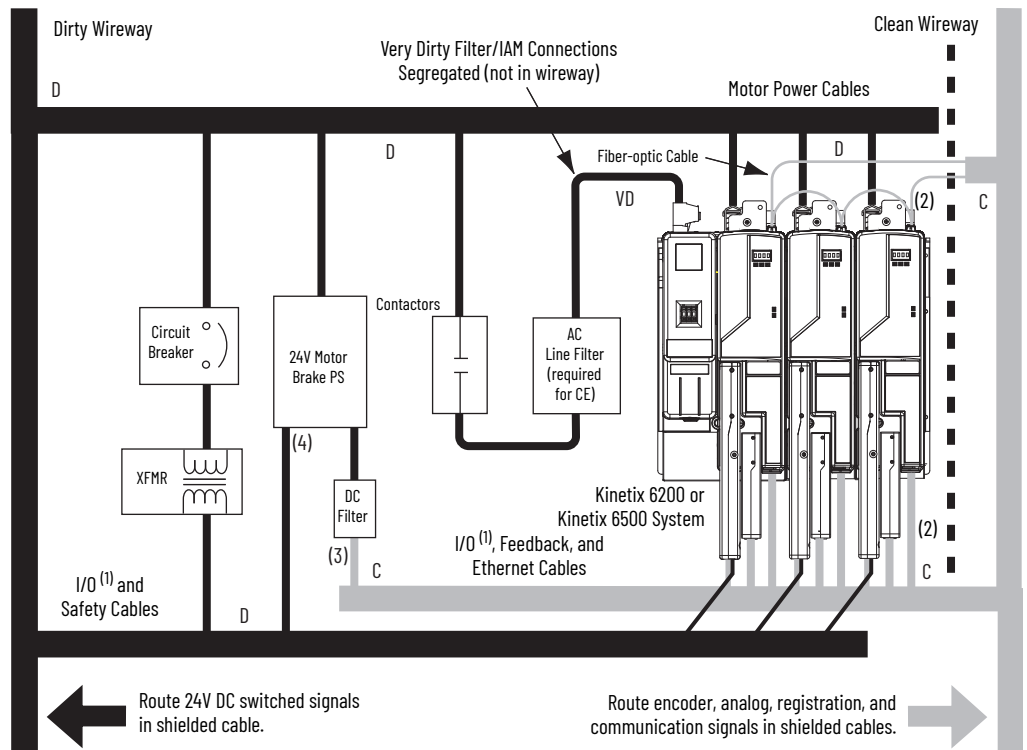 Dirty Wireway
Clean Wireway
Very Dirty Filter/IAM Connections
Segregated (not in wireway)
D
Motor Power Cables
D
Fiber-optic Cable
D
VD
(2)
C
Contactors
Circuit
Breaker
24V Motor
Brake PS
AC
Line Filter
(required
for CE)
(4)
XFMR
DC
Filter
Kinetix 6200 or
Kinetix 6500 System
(2)
(3)
I/O (1), Feedback, and
Ethernet Cables
C
C
I/O (1) and
Safety Cables
D
Route 24V DC switched signals
in shielded cable.
Route encoder, analog, registration, and
communication signals in shielded cables.